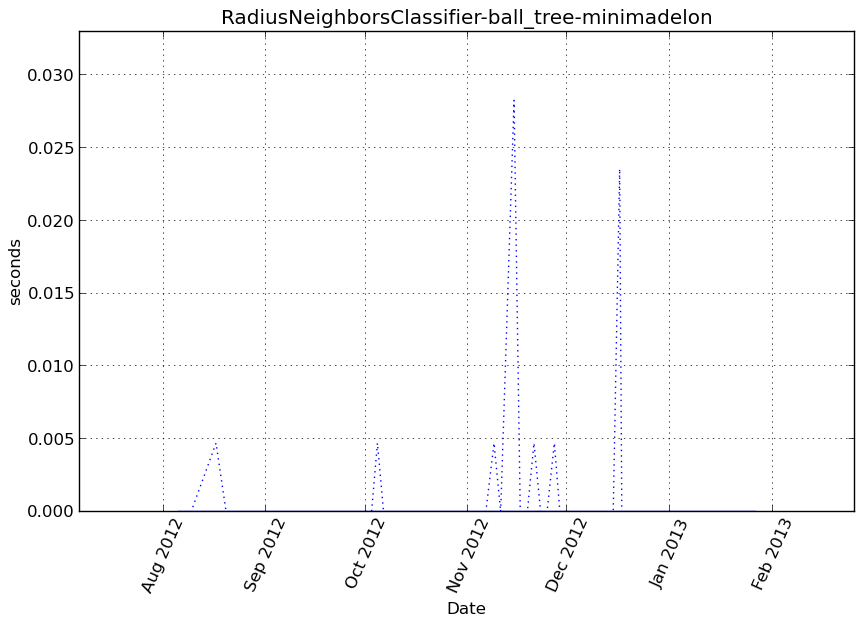 RadiusNeighborsClassifier-ball_tree-minimadelon
0.030
0.025
0.020
0.015
0.010
0.005
0.000
seconds
Aug 2012
Sep 2012
Oct 2012
Nov 2012
Dec 2012
Jan 2013
Feb 2013
Date